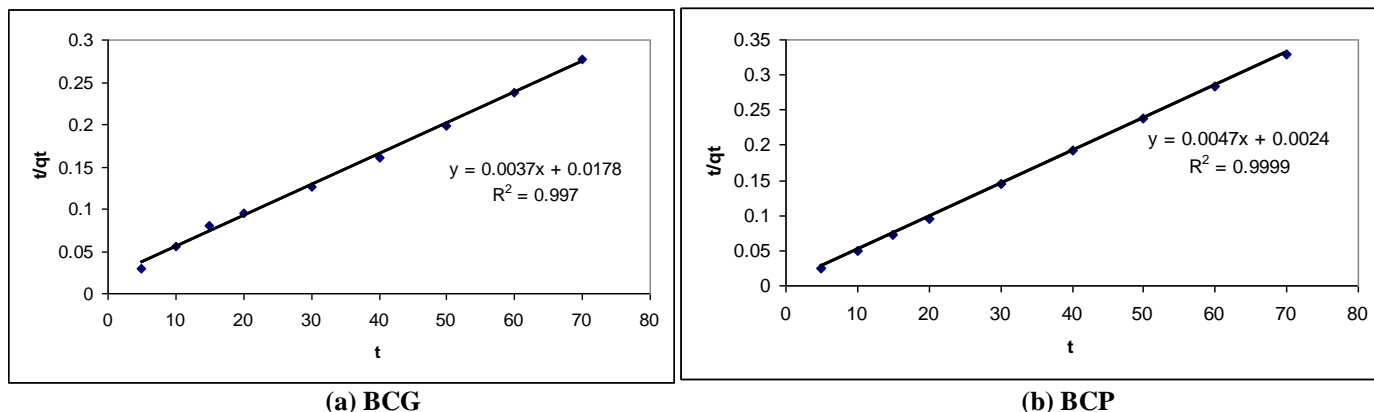 0.3
0.25
0.2
0.15
0.1
0.05
0
t/qt
y = 0.0037x + 0.0178
R² = 0.997
0 10 20 30 40 50 60 70 80
t
(a) BCG
0.35
0.3
0.25
0.2
0.15
0.1
0.05
0
t/qt
y = 0.0047x + 0.0024
R² = 0.9999
0 10 20 30 40 50 60 70 80
t
(b) BCP